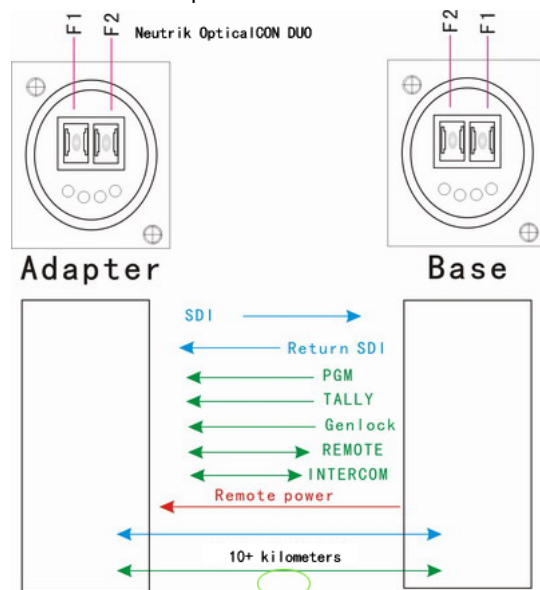 F1
F2
Neutrik OpticalCON DUO
F2
F1
Adapter
Base
SDI
Return SDI
PGM
TALLY
Genlock
REMOTE
INTERCOM
Remote power
10+ kilometers